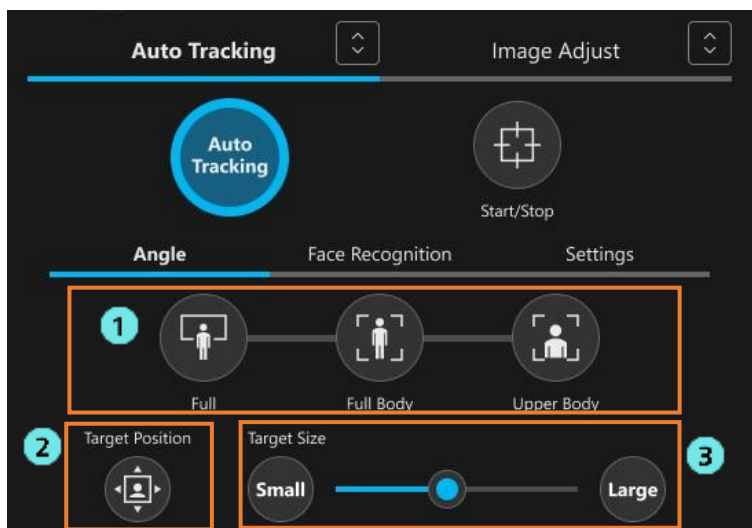 Auto Tracking
Image Adjust
Auto
Tracking
Start/Stop
Angle
Face Recognition
Settings
1
Full
Full Body
Upper Body
2
Target Position
Target Size
Small
Large
3